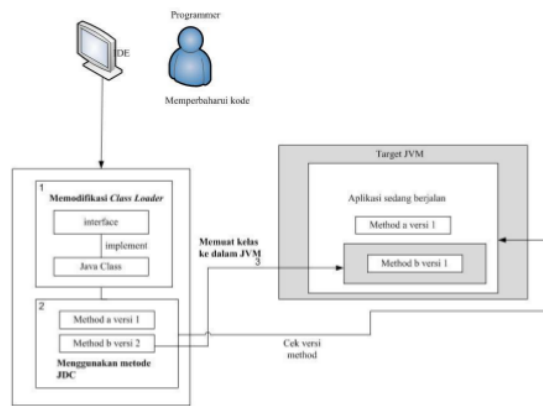 Programmer
IDE
Memperbaharui kode
1
Memodifikasi Class Loader
interface
implement
Java Class
2
Method a versi 1
Method b versi 2
Menggunakan metode
JDC
Memuat kelas
ke dalam JVM
3
Target JVM
Aplikasi sedang berjalan
Method a versi 1
Method b versi 1
Cek versi
method